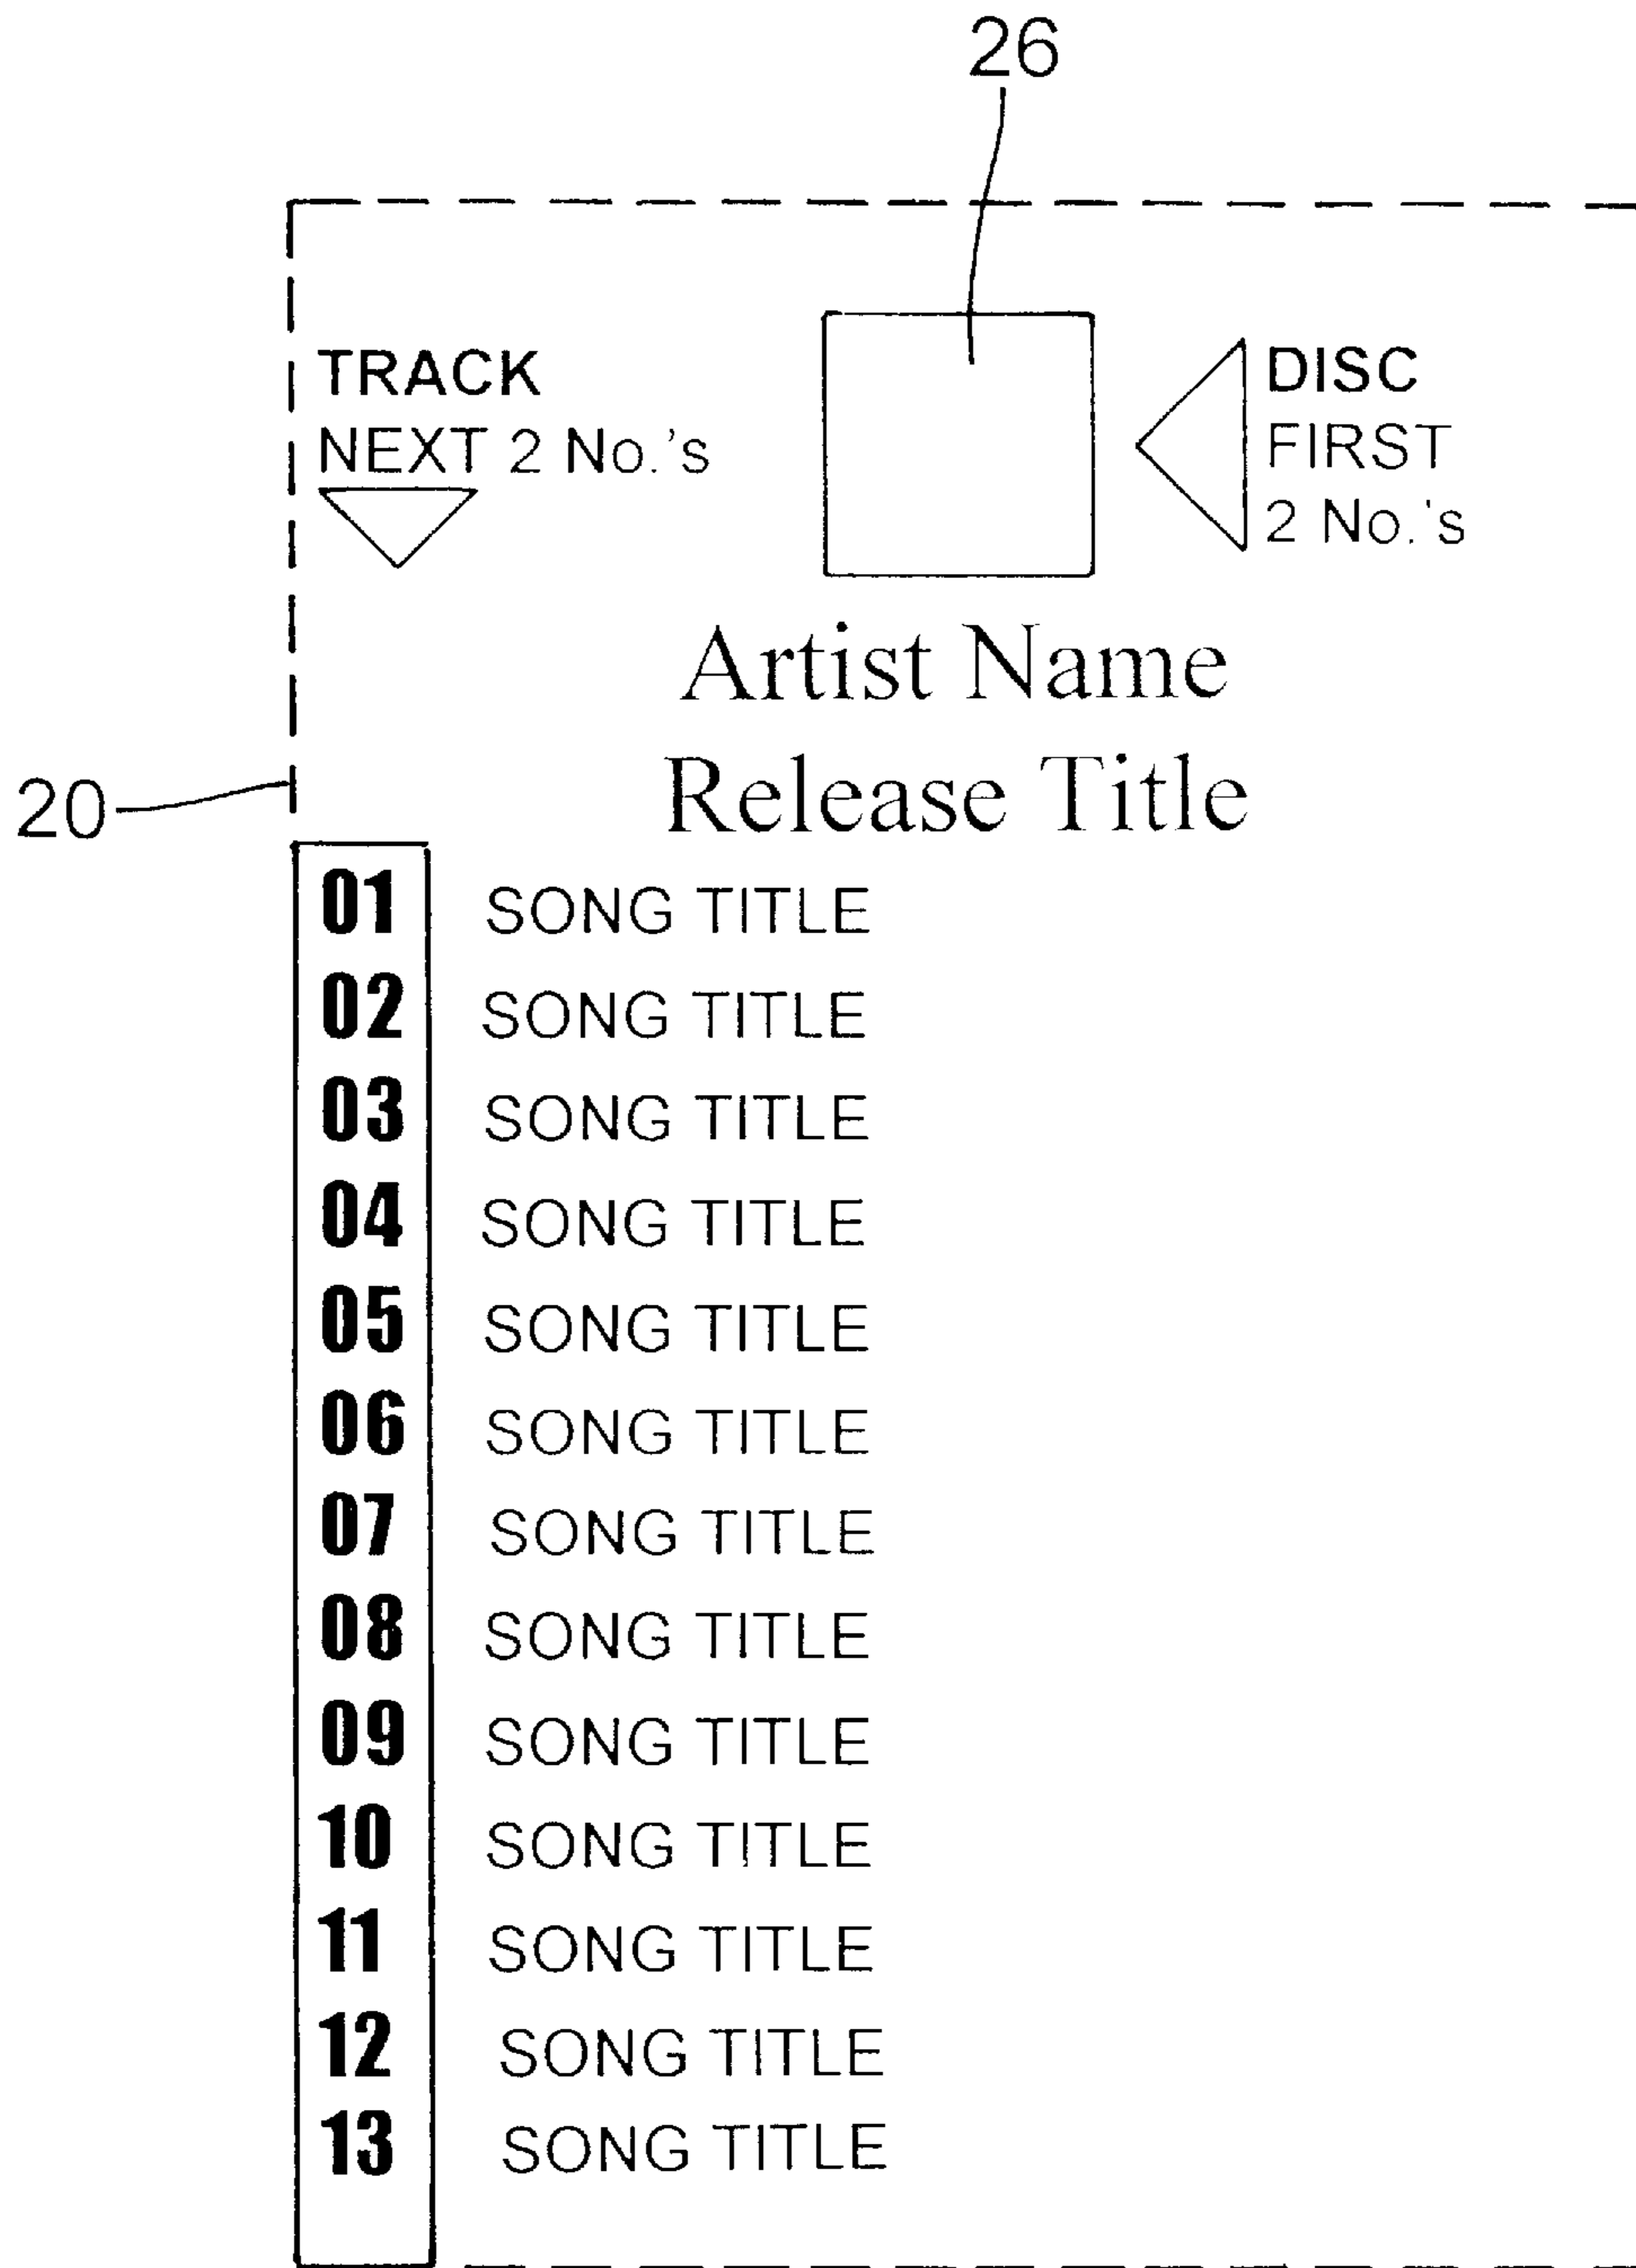 26
TRACK
NEXT 2 No.'s
DISC
FIRST
2 No.'s
Artist Name
Release Title
20
01 SONG TITLE
02 SONG TITLE
03 SONG TITLE
04 SONG TITLE
05 SONG TITLE
06 SONG TITLE
07 SONG TITLE
08 SONG TITLE
09 SONG TITLE
10 SONG TITLE
11 SONG TITLE
12 SONG TITLE
13 SONG TITLE